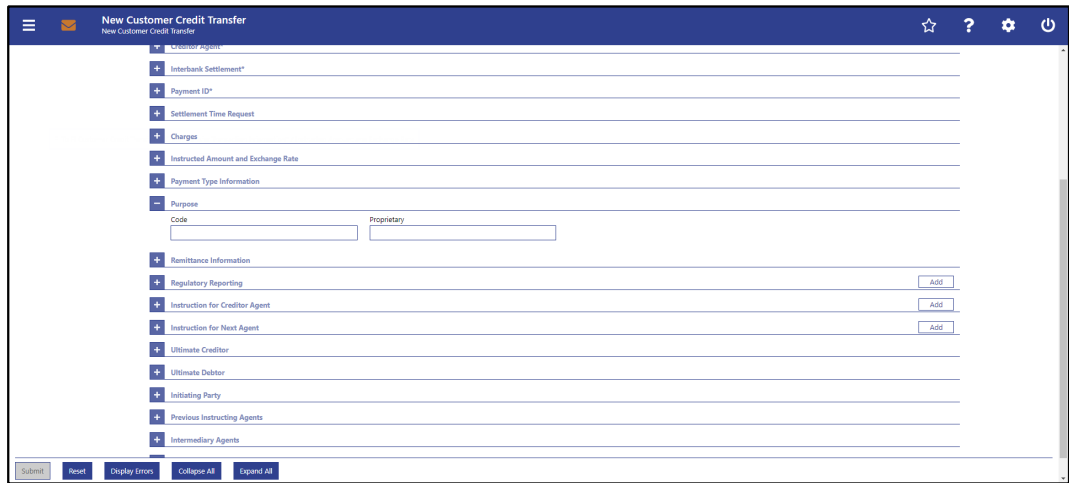 New Customer Credit Transfer
New Customer Credit Transfer
Creditor Agent*
Interbank Settlement*
Payment ID*
Settlement Time Request
Charges
Instructed Amount and Exchange Rate
Payment Type Information
Purpose
Code Proprietary
Remittance Information
Regulatory Reporting Add
Instruction for Creditor Agent Add
Instruction for Next Agent Add
Ultimate Creditor
Ultimate Debtor
Initiating Party
Previous Instructing Agents
Intermediary Agents
Submit Reset Display Errors Collapse All Expand All